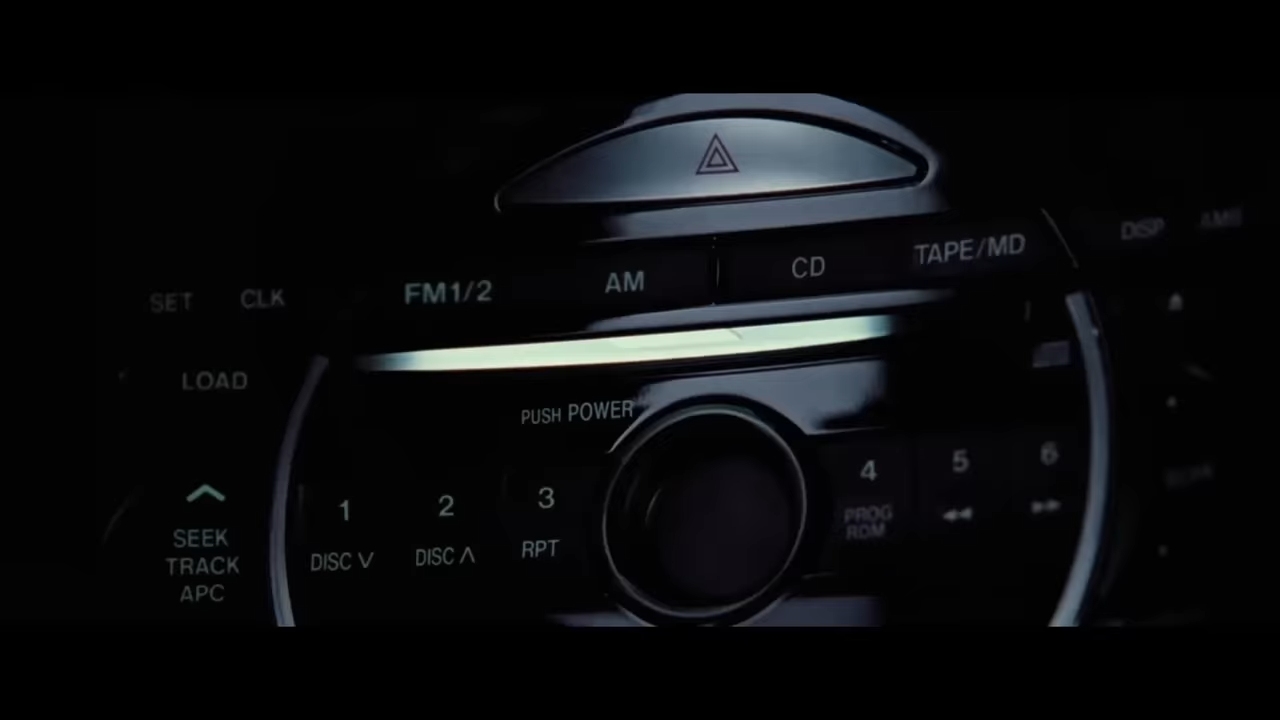 DISP
TAPE/MD
CD
AM
FM1/2
CLK
SET
LOAD
PUSH POWER
1
2
3
4
5
6
DISC ∨
DISC ∧
RPT
PROG
RDM
SEEK
TRACK
APC